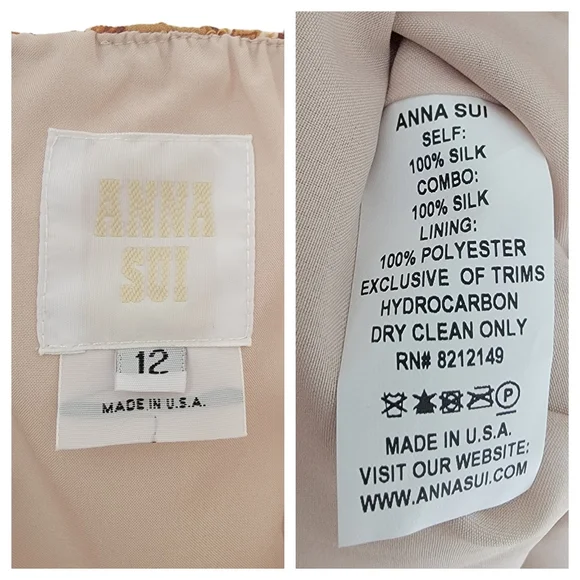 ANNA
SUI
12
MADE IN U.S.A.
ANNA SUI
SELF:
100% SILK
COMBO:
100% SILK
LINING:
100% POLYESTER
EXCLUSIVE OF TRIMS
HYDROCARBON
DRY CLEAN ONLY
RN# 8212149
P
MADE IN U.S.A.
VISIT OUR WEBSITE:
WWW.ANNASUI.COM